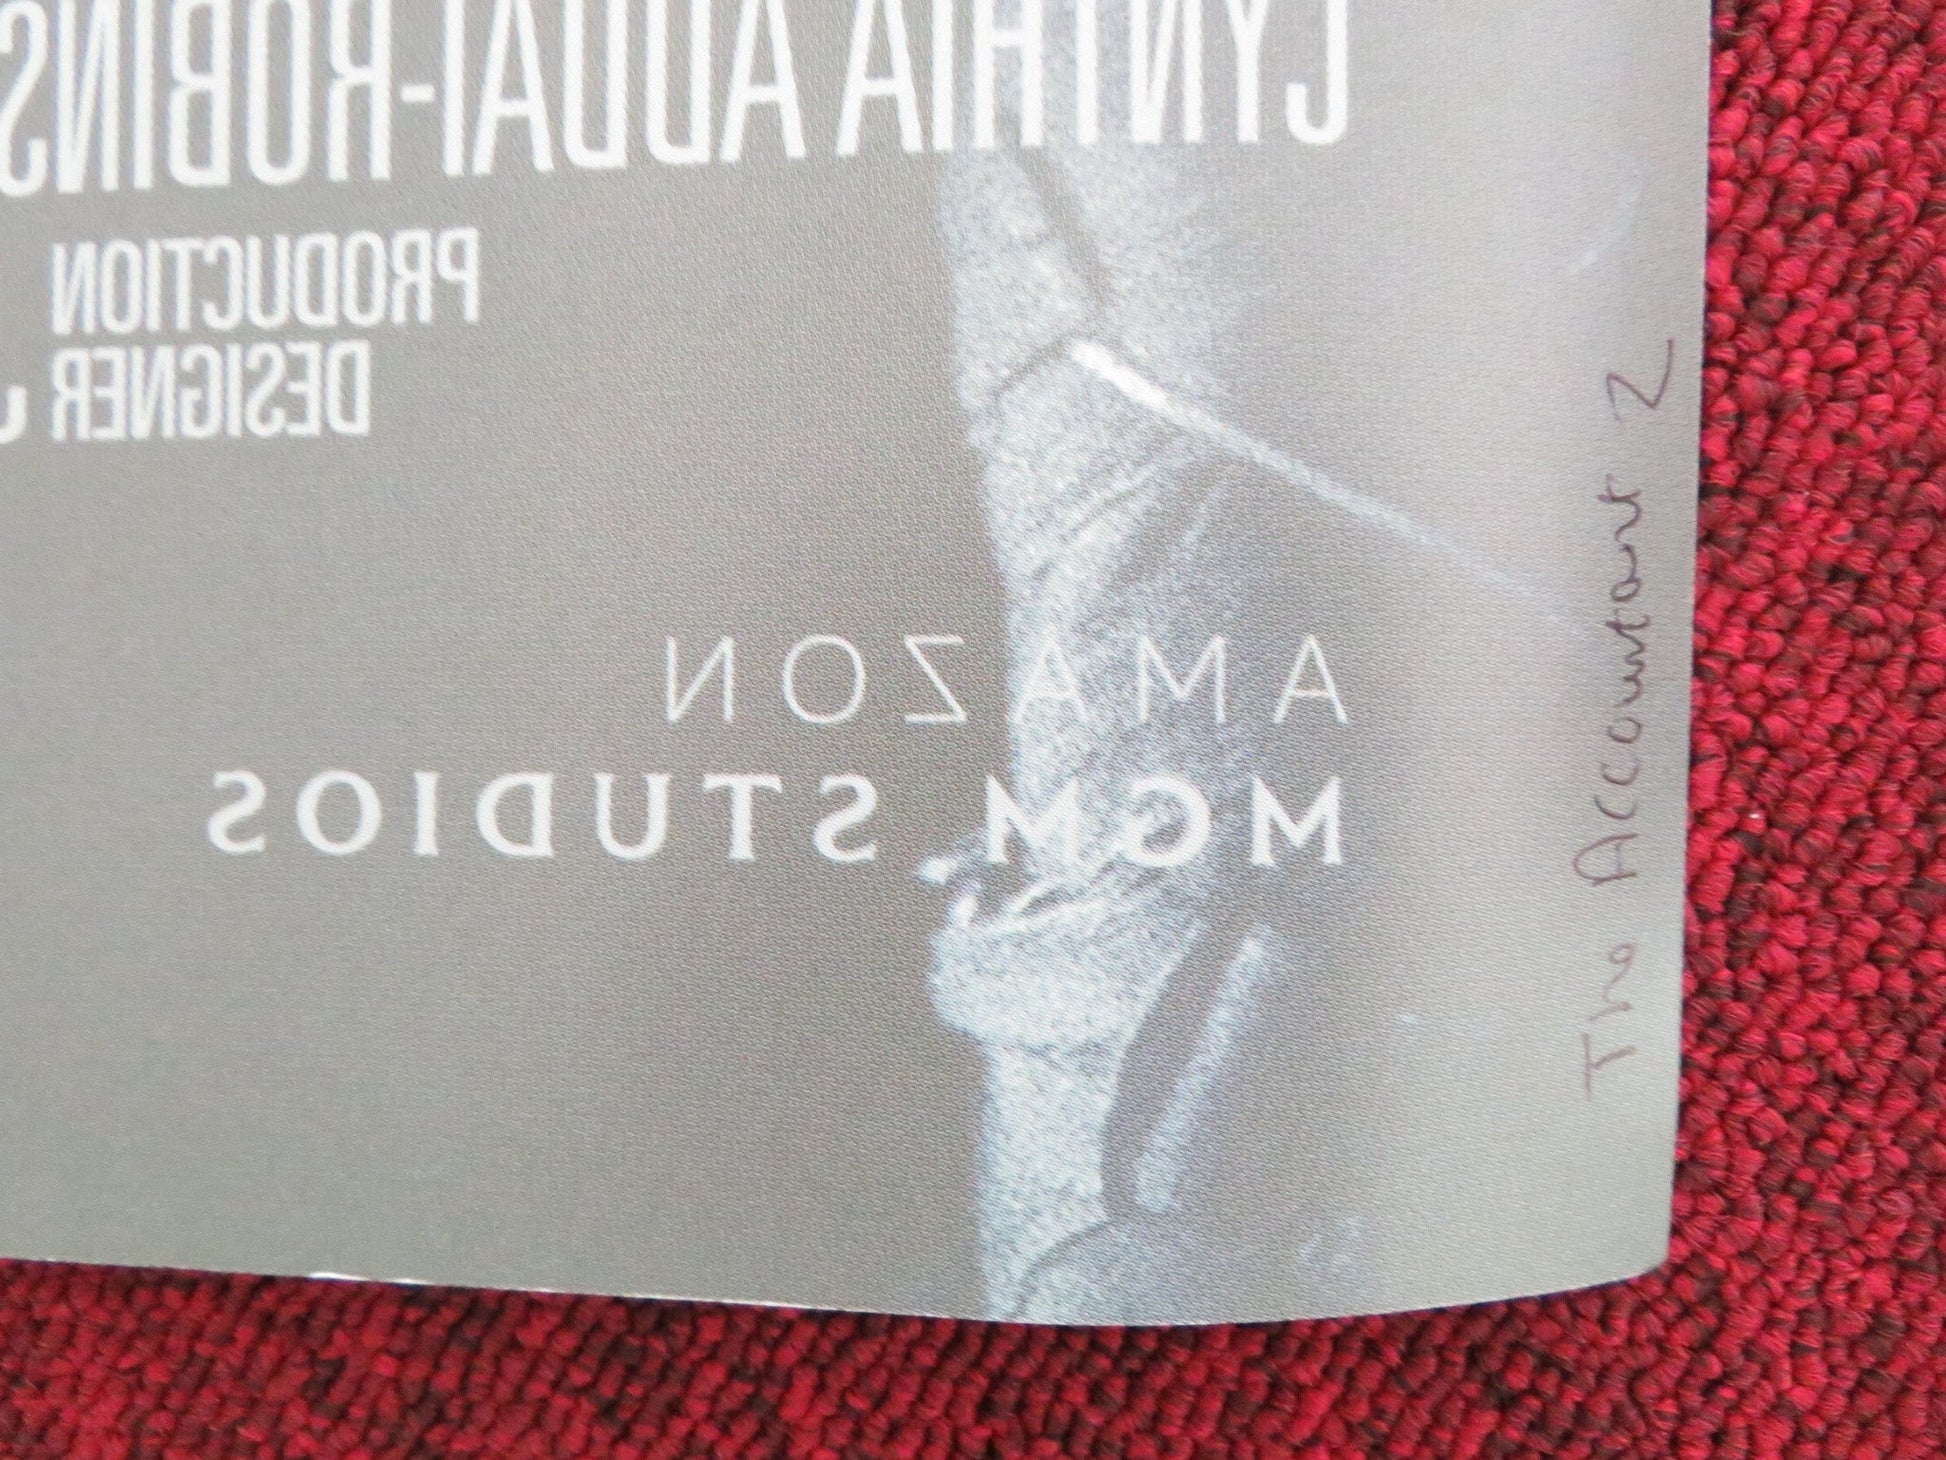 CYNTHIA ADDAI-ROBINS
PRODUCTION
DESIGNER J
AMAZON
MGM STUDIOS
The Accountant 2